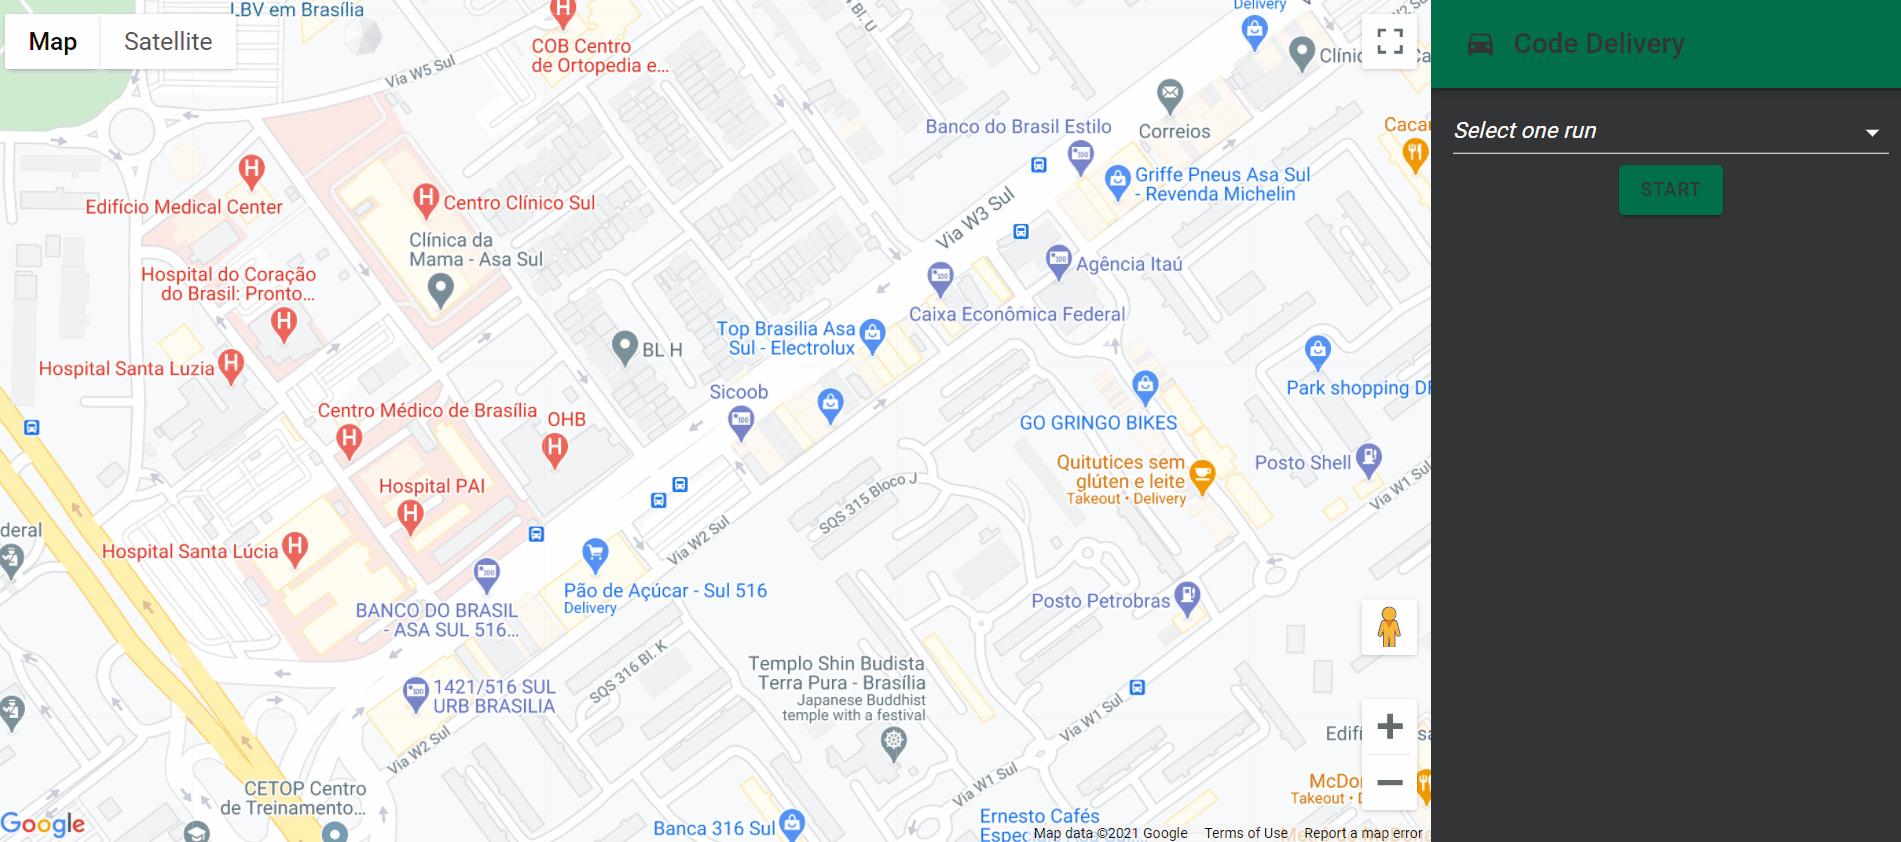 LBV em Brasília
Map
Satellite
COB Centro
de Ortopedia e...
Via W5 Sul
BL U
Delivery
Clínic
Correios
Banco do Brasil Estilo
Griffe Pneus Asa Sul
- Revenda Michelin
Cacau
Edifício Medical Center
Centro Clínico Sul
Clínica da
Mama - Asa Sul
Via W3 Sul
Agência Itaú
Hospital do Coração
do Brasil: Pronto...
Caixa Econômica Federal
Top Brasilia Asa
Sul - Electrolux
BL H
Hospital Santa Luzia
Park shopping DF
Sicoob
Centro Médico de Brasília
OHB
GO GRINGO BIKES
Quitutices sem
glúten e leite
Takeout • Delivery
Posto Shell
Via W1 Sul
Hospital PAI
SQS 315 Bloco J
deral
Via W2 Sul
Hospital Santa Lúcia
Pão de Açúcar - Sul 516
Delivery
BANCO DO BRASIL
- ASA SUL 516...
Posto Petrobras
SQS 316 Bl. K
Templo Shin Budista
Terra Pura - Brasília
Japanese Buddhist
temple with a festival
1421/516 SUL
URB BRASILIA
Via W1 Sul
Via W2 Sul
Edifí
CETOP Centro
de Treinamento...
Via W1 Sul
McDon
Takeout • D
Google
Banca 316 Sul
Ernesto Cafés
Especiais Asa Sul
Map data ©2021 Google
Terms of Use
Report a map error
Code Delivery
Select one run
START